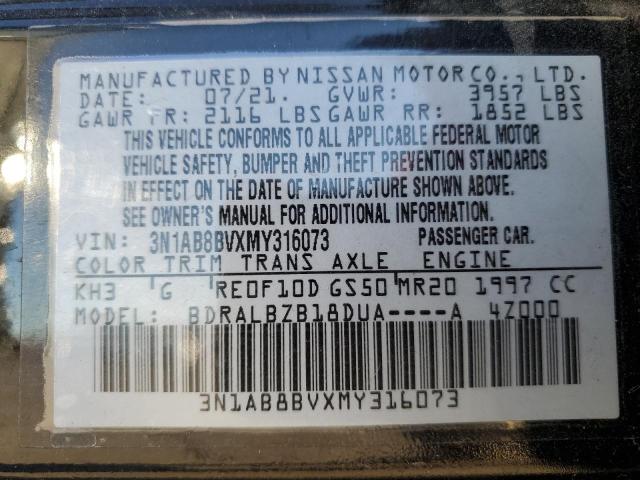 MANUFACTURED BY NISSAN MOTOR CO., LTD.
DATE: 07/21. GVWR: 3957 LBS
GAWR FR: 2116 LBS GAWR RR: 1852 LBS
THIS VEHICLE CONFORMS TO ALL APPLICABLE FEDERAL MOTOR
VEHICLE SAFETY, BUMPER AND THEFT PREVENTION STANDARDS
IN EFFECT ON THE DATE OF MANUFACTURE SHOWN ABOVE.
SEE OWNER'S MANUAL FOR ADDITIONAL INFORMATION.
VIN: 3N1AB8BVXMY316073 PASSENGER CAR.
COLOR TRIM TRANS AXLE ENGINE
KH3 G RE0F10D GS50 MR20 1997 CC
MODEL: BDRALBZB18DUA----A 4Z000
3N1AB8BVXMY316073